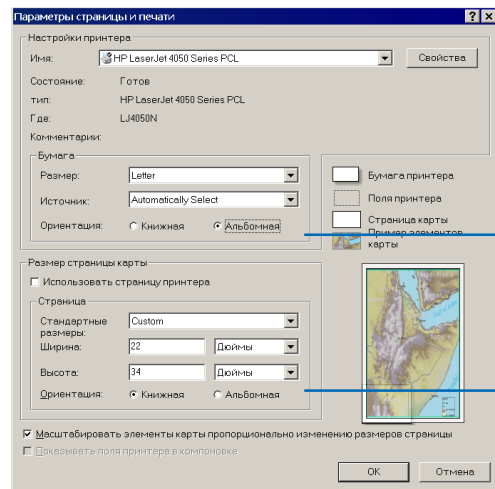 Параметры страницы и печати
Настройки принтера
Имя: HP LaserJet 4050 Series PCL Свойства
Состояние: Готов
тип: HP LaserJet 4050 Series PCL
Где: LJ4050N
Комментарии:
Бумага
Размер: Letter
Источник: Automatically Select
Ориентация: Книжная Альбомная
Бумага принтера
Поля принтера
Страница карты
Пример элементов
карты
Размер страницы карты
Использовать страницу принтера
Страница
Стандартные
размеры: Custom
Ширина: 22 Дюймы
Высота: 34 Дюймы
Ориентация: Книжная Альбомная
Масштабировать элементы карты пропорционально изменению размеров страницы
Показывать поля принтера в компоновке
OK Отмена